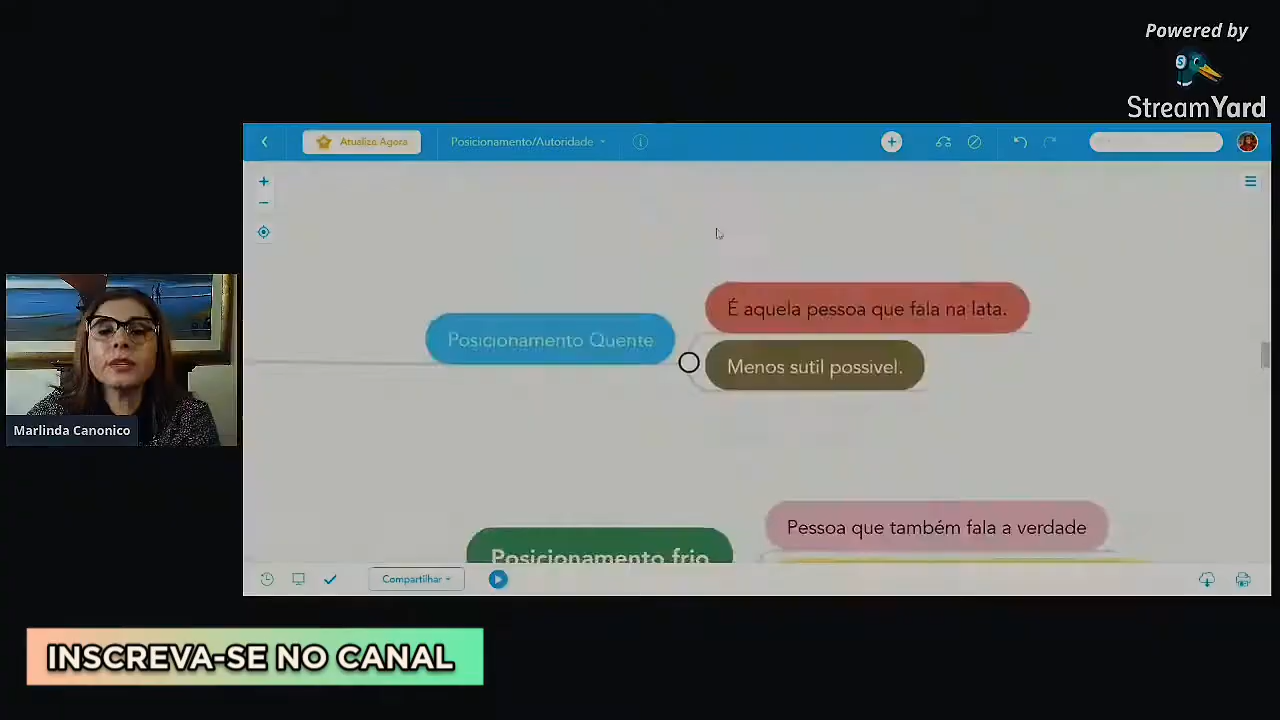 Powered by
StreamYard
Atualiza Agora
Posicionamento/Autoridade
Posicionamento Quente
É aquela pessoa que fala na lata.
Menos sutil possivel.
Marlinda Canonico
Pessoa que também fala a verdade
Posicionamento frio
Compartilhar
INSCREVA-SE NO CANAL